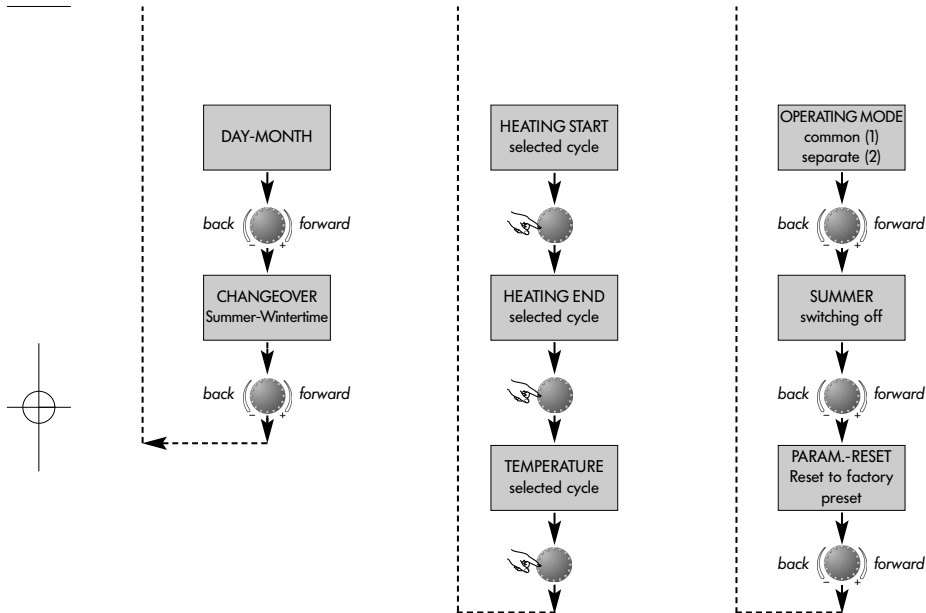 DAY-MONTH
back forward
− +
CHANGEOVER
Summer-Wintertime
back forward
− +
HEATING START
selected cycle
HEATING END
selected cycle
TEMPERATURE
selected cycle
OPERATING MODE
common (1)
separate (2)
back forward
− +
SUMMER
switching off
back forward
− +
PARAM.-RESET
Reset to factory
preset
back forward
− +